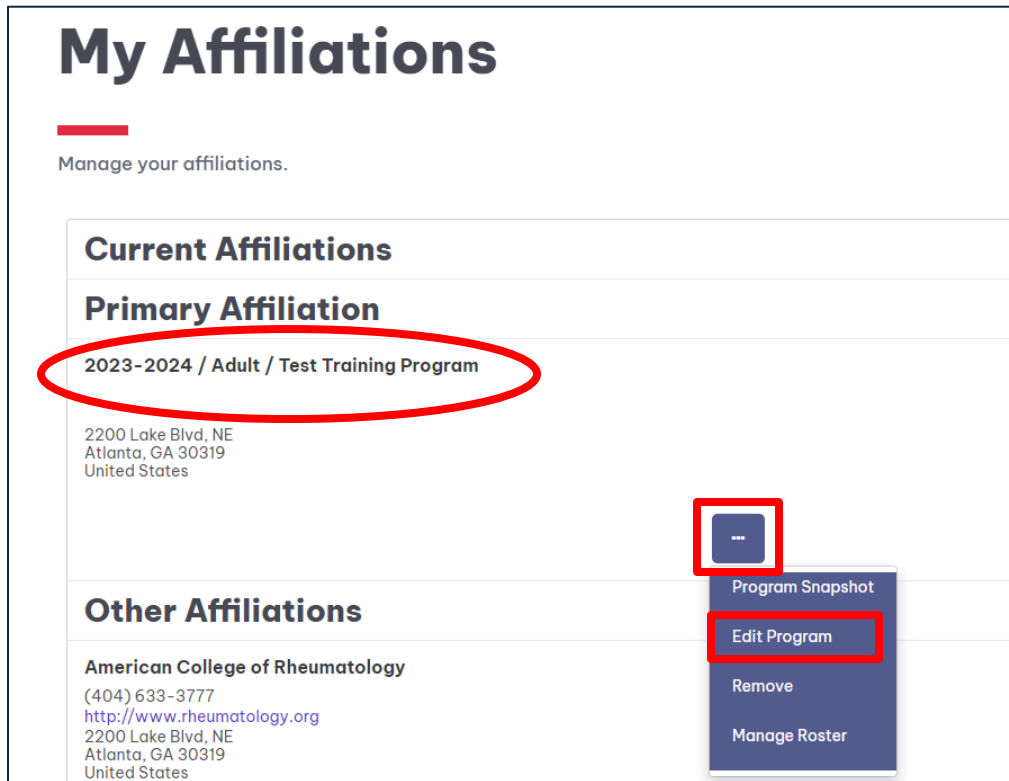 My Affiliations
Manage your affiliations.
Current Affiliations
Primary Affiliation
2023-2024 / Adult / Test Training Program
2200 Lake Blvd, NE
Atlanta, GA 30319
United States
...
Program Snapshot
Edit Program
Remove
Manage Roster
Other Affiliations
American College of Rheumatology
(404) 633-3777
http://www.rheumatology.org
2200 Lake Blvd, NE
Atlanta, GA 30319
United States